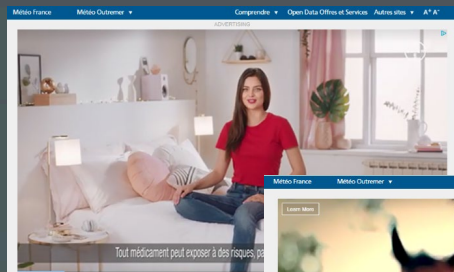 Météo France Météo Outremer ▼ Comprendre ▼ Open Data Offres et Services Autres sites ▼ A⁺ A⁻
ADVERTISING
Tout médicament peut exposer à des risques, pa
Météo France Météo Outremer ▼
Learn More